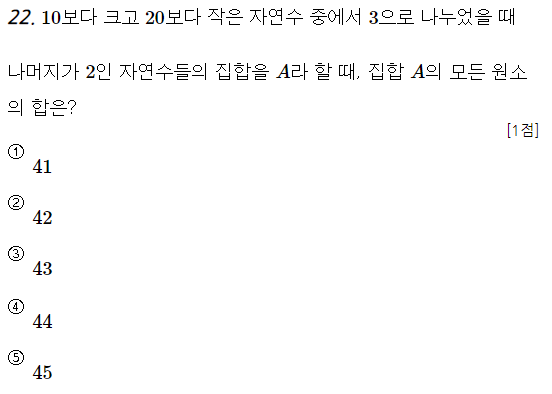 22. 10보다 크고 20보다 작은 자연수 중에서 3으로 나누었을 때
나머지가 2인 자연수들의 집합을 A라 할 때, 집합 A의 모든 원소
의 합은?
[1점]
①
41
②
42
③
43
④
44
⑤
45